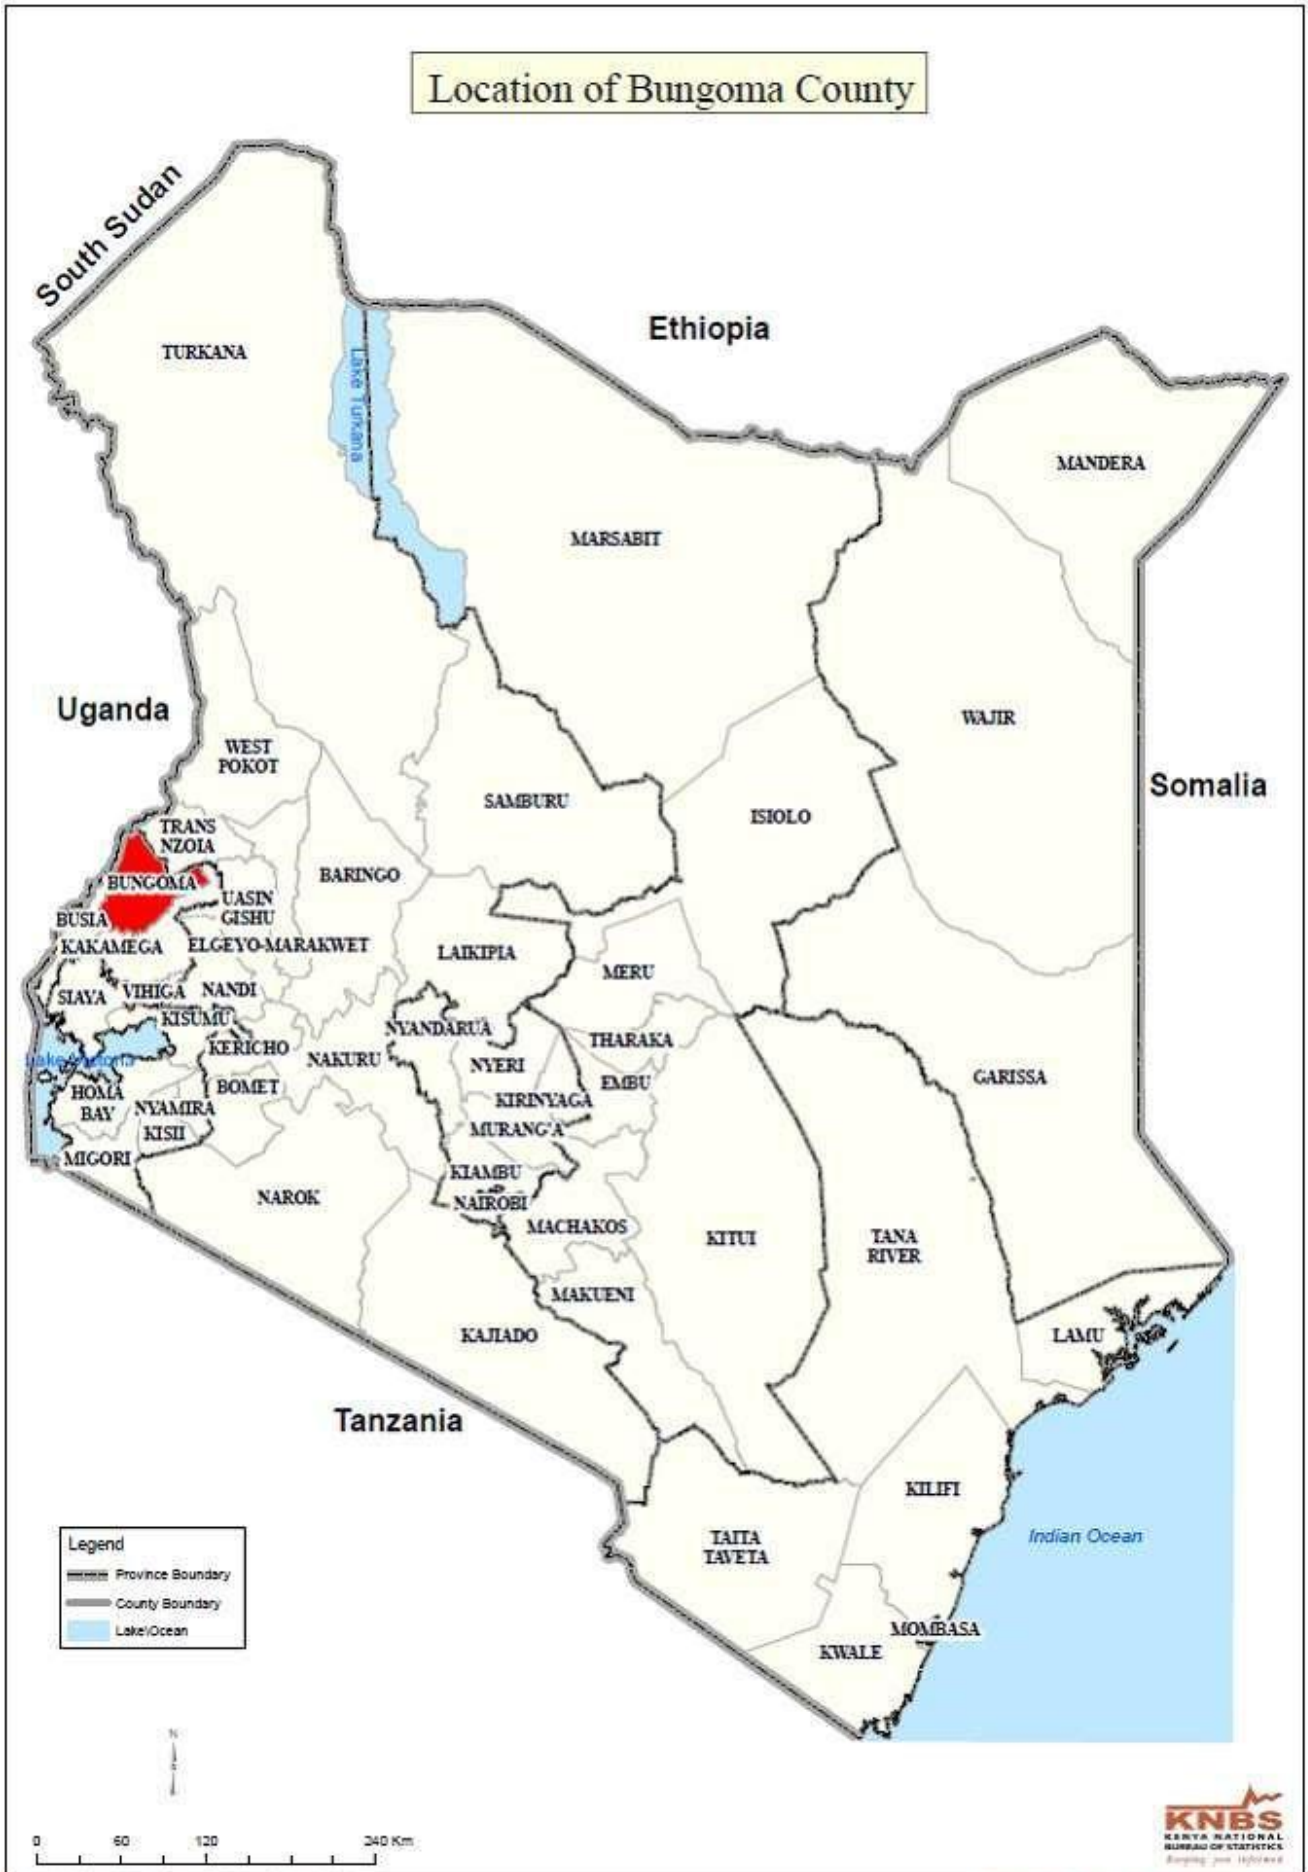 Location of Bungoma County
South Sudan
Ethiopia
TURKANA
Lake Turkana
MANDERA
MARSABIT
Uganda
WAJIR
WEST
POKOT
Somalia
SAMBURU
ISIOLO
TRANS
NZOIA
BARINGO
BUNGOMA
UASIN
GISHU
BUSIA
KAKAMEGA
ELGEYO-MARAKWET
LAIKIPIA
MERU
SIAYA
VIHIGA
NANDI
KISUMU
NYANDARUA
THARAKA
KERICHO
NAKURU
NYERI
GARISSA
EMBU
BOMET
HOMA
BAY
KIRINYAGA
NYAMIRA
MURANG'A
KISII
MIGORI
KIAMBU
NAROK
NAIROBI
MACHAKOS
KITUI
TANA
RIVER
MAKUENI
KAJIADO
LAMU
Tanzania
KILIFI
Indian Ocean
TAITA
TAVETA
MOMBASA
KWALE
Legend
Province Boundary
County Boundary
Lake\Ocean
N
S
0 60 120 240 Km
KNBS
KENYA NATIONAL
BUREAU OF STATISTICS
Keeping you informed